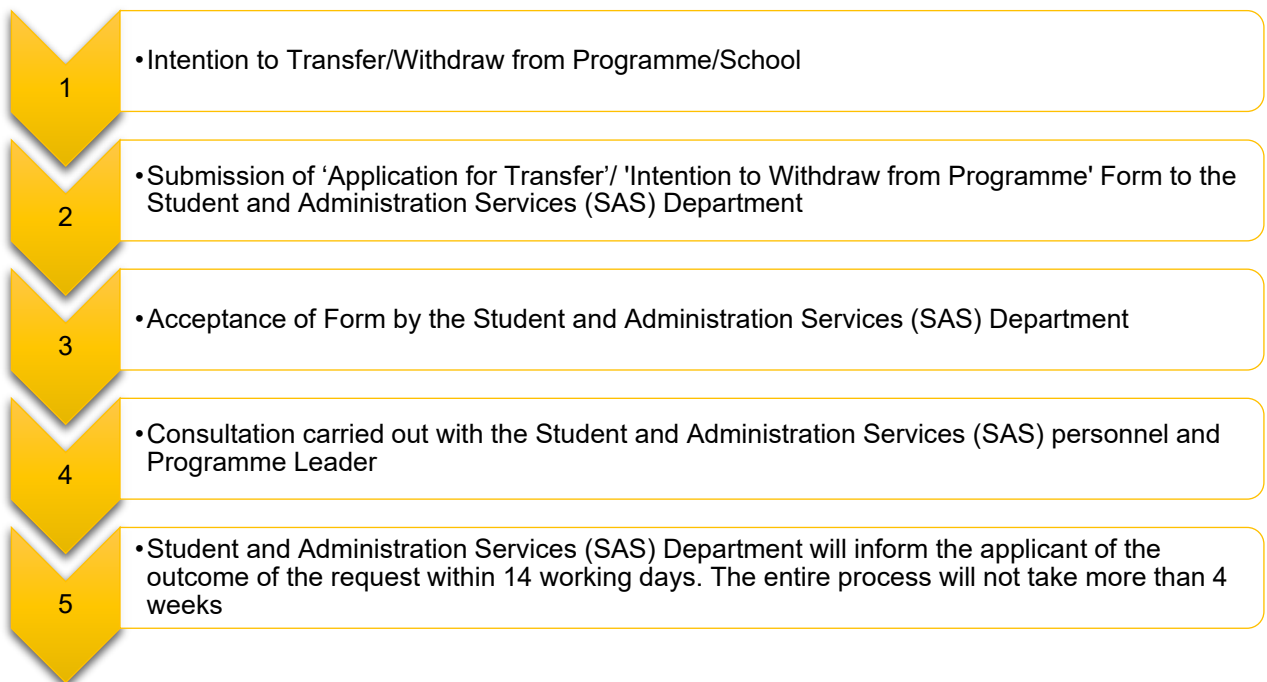 1
•Intention to Transfer/Withdraw from Programme/School
2
•Submission of ‘Application for Transfer’/ 'Intention to Withdraw from Programme' Form to the
Student and Administration Services (SAS) Department
3
•Acceptance of Form by the Student and Administration Services (SAS) Department
4
•Consultation carried out with the Student and Administration Services (SAS) personnel and
Programme Leader
5
•Student and Administration Services (SAS) Department will inform the applicant of the
outcome of the request within 14 working days. The entire process will not take more than 4
weeks